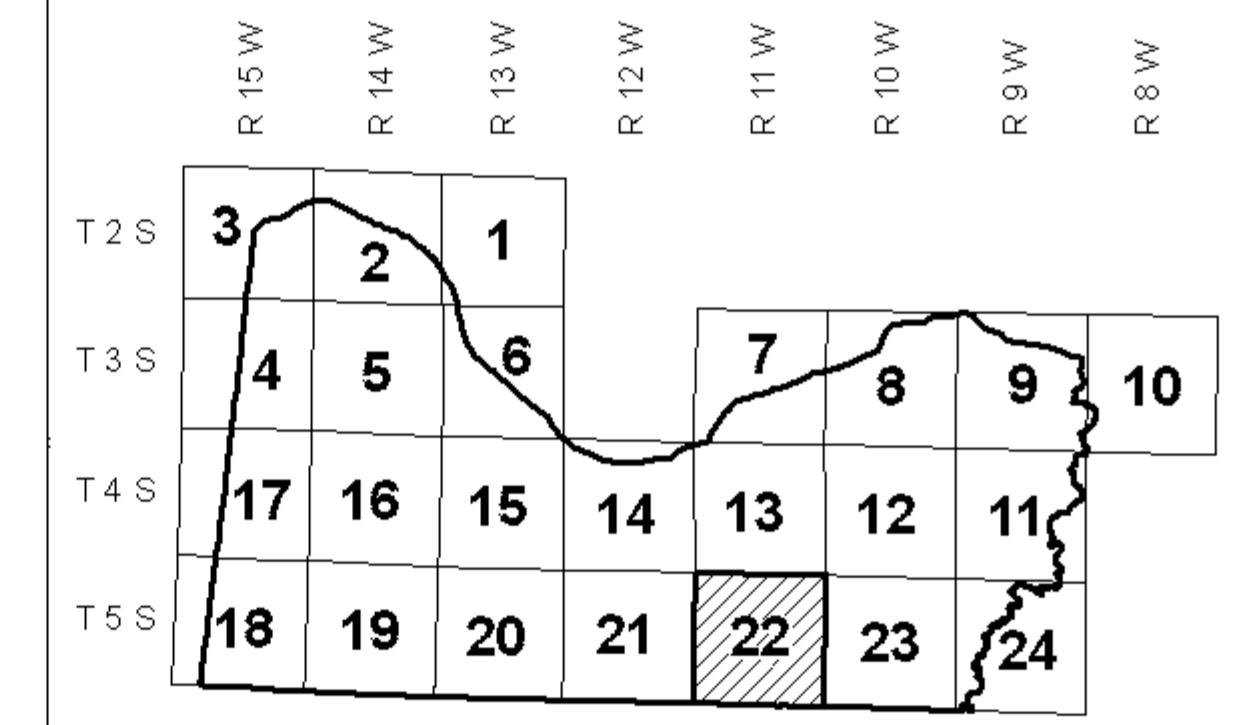 R 15 W R 14 W R 13 W R 12 W R 11 W R 10 W R 9 W R 8 W
T 2 S 3 2 1
T 3 S 4 5 6 7 8 9 10
T 4 S 17 16 15 14 13 12 11
T 5 S 18 19 20 21 22 23 24